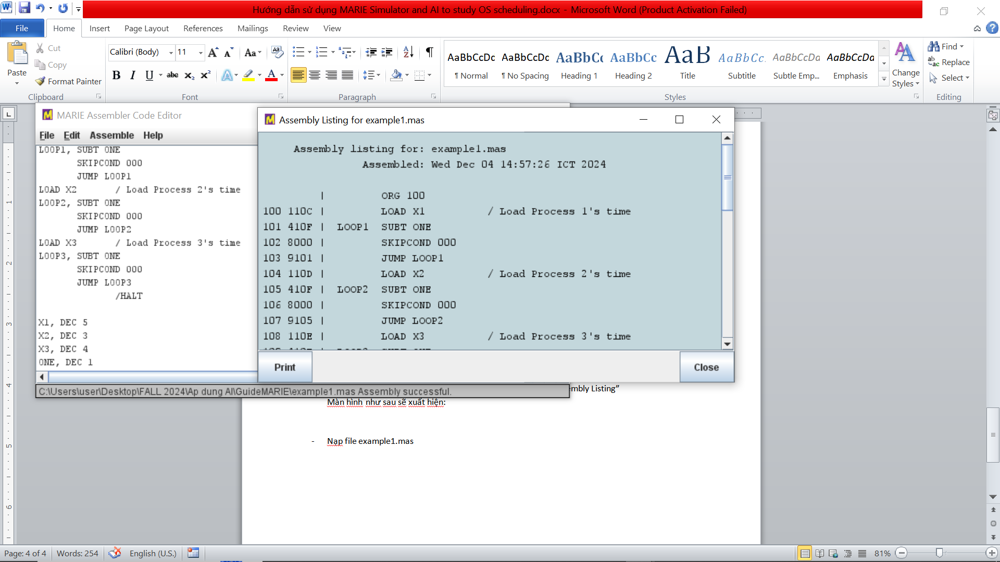 Hướng dẫn sử dụng MARIE Simulator and AI to study OS scheduling.docx - Microsoft Word (Product Activation Failed)
File Home Insert Page Layout References Mailings Review View
Paste
Cut
Copy
Format Painter
Clipboard
Calibri (Body) 11
Font
Paragraph
AaBbCcDc AaBbCcDc AaBbCc AaBbCc AaB AaBbCc. AaBbCcDa AaBbCcDa
¶ Normal ¶ No Spacing Heading 1 Heading 2 Title Subtitle Subtle Emp... Emphasis
Change Styles
Styles
Find
Replace
Select
Editing
MARIE Assembler Code Editor
File Edit Assemble Help
LOOP1, SUBT ONE
SKIPCOND 000
JUMP LOOP1
LOAD X2 / Load Process 2's time
LOOP2, SUBT ONE
SKIPCOND 000
JUMP LOOP2
LOAD X3 / Load Process 3's time
LOOP3, SUBT ONE
SKIPCOND 000
JUMP LOOP3
/HALT
X1, DEC 5
X2, DEC 3
X3, DEC 4
ONE, DEC 1
C:\Users\user\Desktop\FALL 2024\Ap dung AI\GuideMARIE\example1.mas Assembly successful.
Assembly Listing for example1.mas
Assembly listing for: example1.mas
Assembled: Wed Dec 04 14:57:26 ICT 2024
| ORG 100
100 110C | LOAD X1 / Load Process 1's time
101 410F | LOOP1 SUBT ONE
102 8000 | SKIPCOND 000
103 9101 | JUMP LOOP1
104 110D | LOAD X2 / Load Process 2's time
105 410F | LOOP2 SUBT ONE
106 8000 | SKIPCOND 000
107 9105 | JUMP LOOP2
108 110E | LOAD X3 / Load Process 3's time
Print Close
mbly Listing”
Màn hình như sau sẽ xuất hiện:
- Nạp file example1.mas
Page: 4 of 4 Words: 254 English (U.S.) 81%